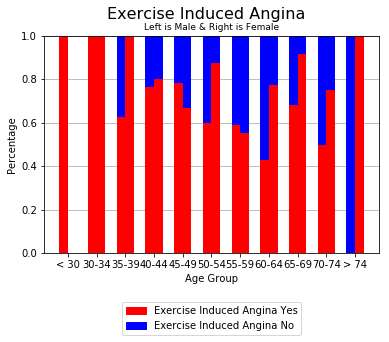 Exercise Induced Angina
Left is Male & Right is Female
1.0
0.8
0.6
0.4
0.2
0.0
Percentage
< 30 30-34 35-39 40-44 45-49 50-54 55-59 60-64 65-69 70-74 > 74
Age Group
Exercise Induced Angina Yes
Exercise Induced Angina No